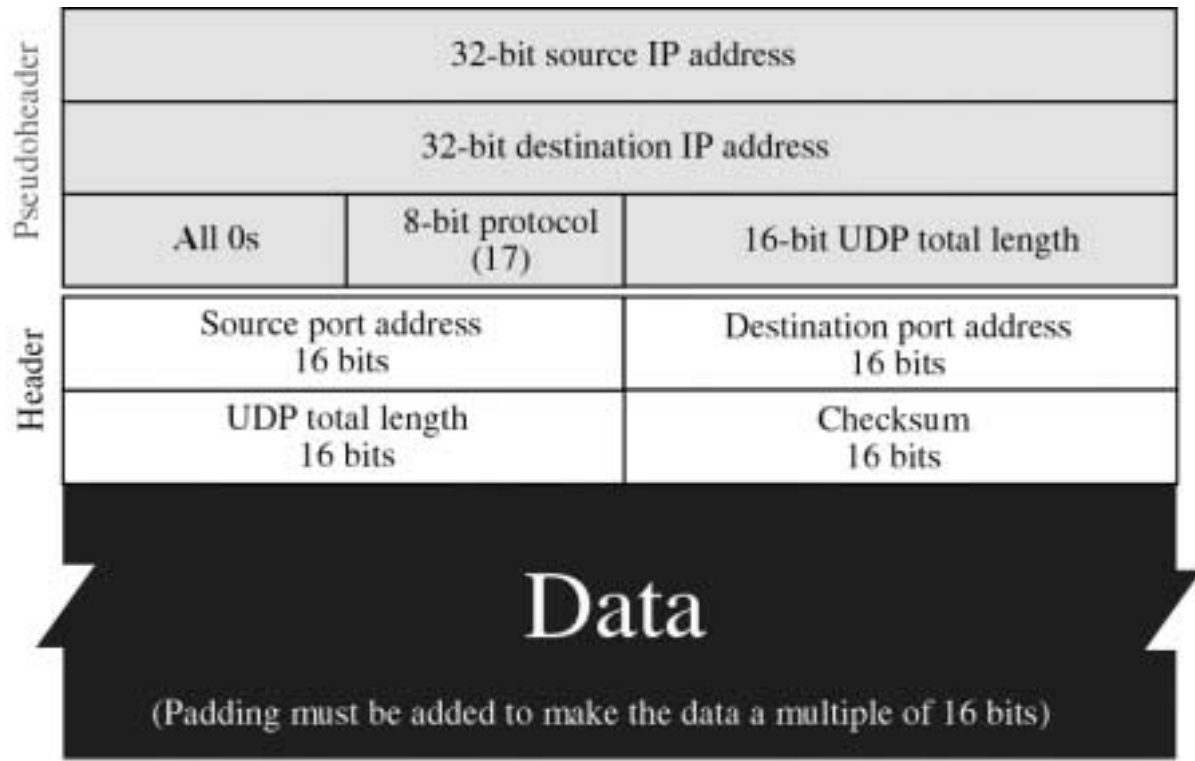 Pseudoheader
32-bit source IP address
32-bit destination IP address
All 0s
8-bit protocol
(17)
16-bit UDP total length
Header
Source port address
16 bits
Destination port address
16 bits
UDP total length
16 bits
Checksum
16 bits
Data
(Padding must be added to make the data a multiple of 16 bits)